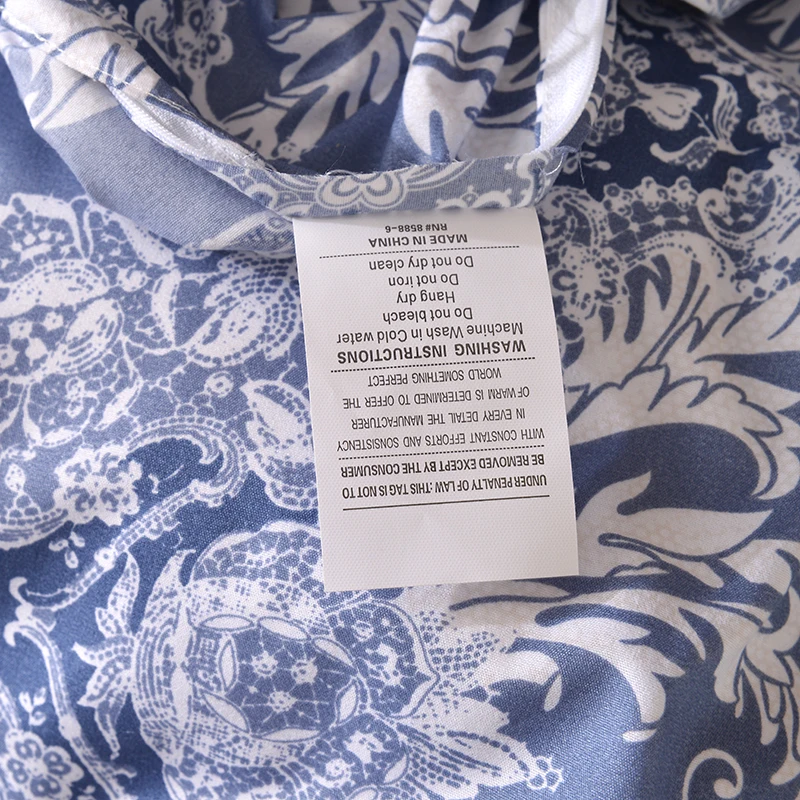 UNDER PENALTY OF LAW·THIS TAG IS NOT TO
BE REMOVED EXCEPT BY THE CONSUMER
WITH CONSTANT EFFORTS AND SONSISTENCY
IN EVERY DETAIL THE MANUFACTURER
OF WARM IS DETERMINED TO OFFER THE
WORLD SOMETHING PERFECT
WASHING INSTRUCTIONS
Machine Wash in Cold water
Do not bleach
Hang dry
Do not iron
Do not dry clean
MADE IN CHINA
RN# 8588-6